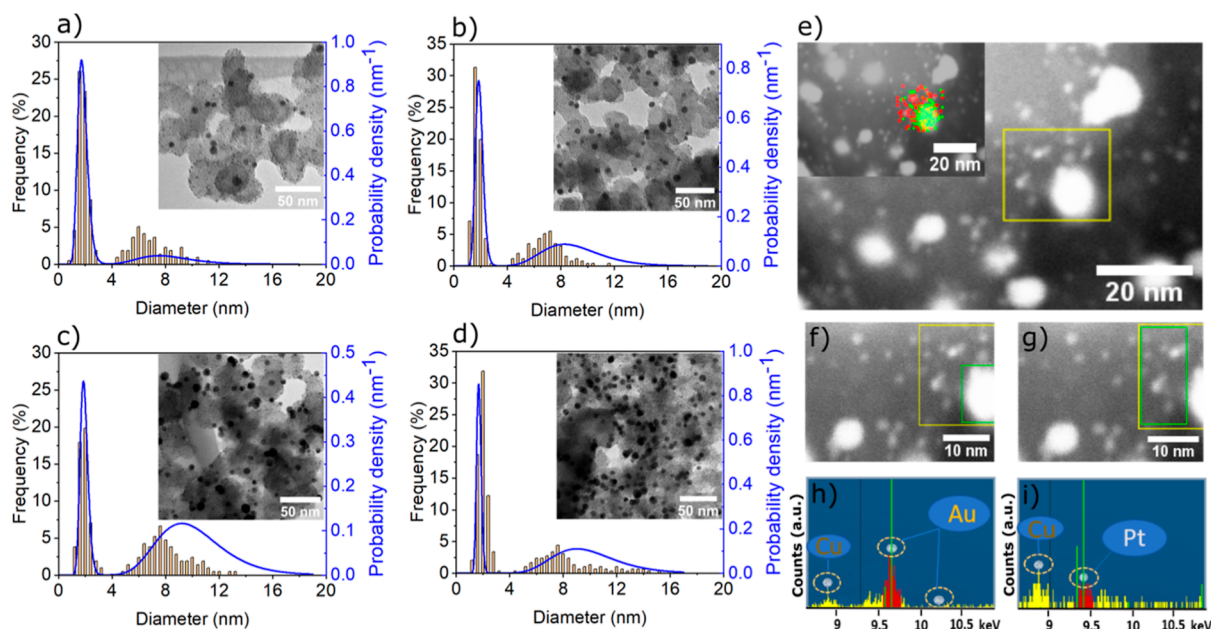 a)
30
25
20
15
10
5
0
Frequency (%)
0 4 8 12 16 20
Diameter (nm)
1.0
0.8
0.6
0.4
0.2
0.0
Probability density (nm⁻¹)
50 nm
b)
35
30
25
20
15
10
5
0
Frequency (%)
0 4 8 12 16 20
Diameter (nm)
0.8
0.6
0.4
0.2
0.0
Probability density (nm⁻¹)
50 nm
e)
20 nm
20 nm
c)
30
25
20
15
10
5
0
Frequency (%)
0 4 8 12 16 20
Diameter (nm)
0.5
0.4
0.3
0.2
0.1
0.0
Probability density (nm⁻¹)
50 nm
d)
35
30
25
20
15
10
5
0
Frequency (%)
0 4 8 12 16 20
Diameter (nm)
1.0
0.8
0.6
0.4
0.2
0.0
Probability density (nm⁻¹)
50 nm
f)
10 nm
g)
10 nm
h)
Counts (a.u.)
Cu
Au
9 9.5 10 10.5 keV
i)
Counts (a.u.)
Cu
Pt
9 9.5 10 10.5 keV